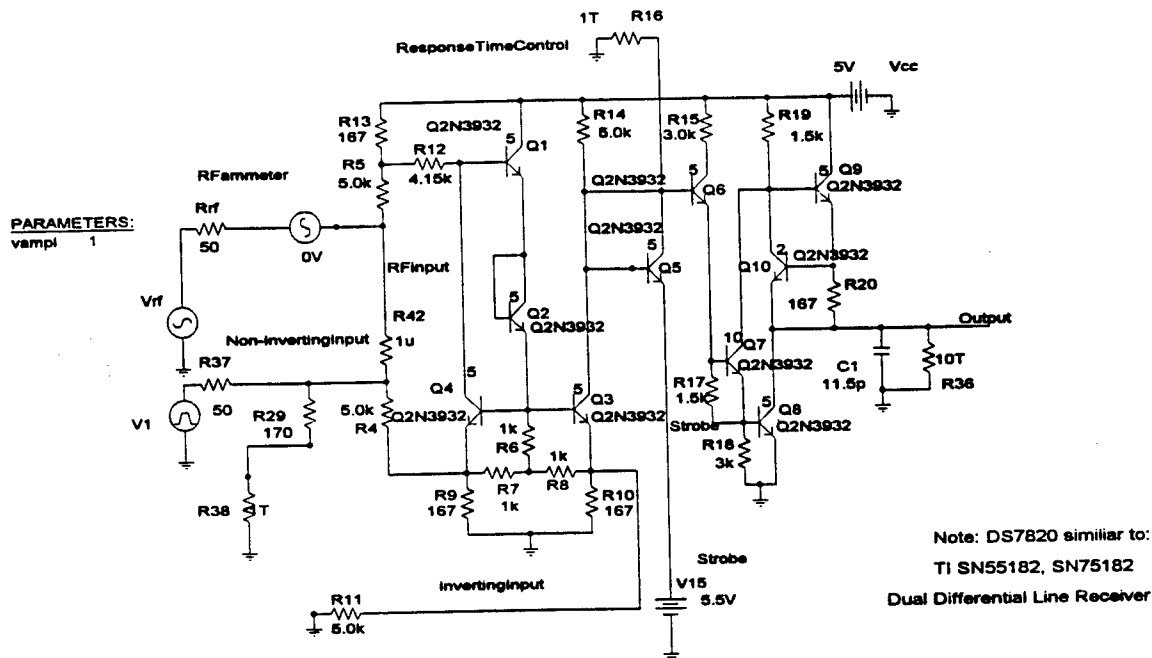 1T R16
ResponseTimeControl
5V Vcc
R13
167
Q2N3932
5
Q1
R14
5.0k
R15
3.0k
R19
1.5k
R12
4.15k
R5
5.0k
RFammeter
Rrf
50
0V
PARAMETERS:
vampl 1
Q2N3932
5
Q6
5
Q9
Q2N3932
Q2N3932
5
Q5
2
Q2N3932
Q10
R20
167
RFinput
Vrf
R42
1u
5
Q2
Q2N3932
Output
Non-InvertingInput
R37
50
V1
R29
170
5.0k
R4
5
Q4
Q2N3932
5
Q3
Q2N3932
10
Q7
Q2N3932
C1
11.5p
10T
R36
R17
1.5k
5
Q8
Q2N3932
Strobe
R18
3k
1k
R6
1k
R8
R7
1k
R9
167
R10
167
R38
1T
Note: DS7820 similiar to:
TI SN55182, SN75182
Dual Differential Line Receiver
Strobe
V15
5.5V
InvertingInput
R11
5.0k